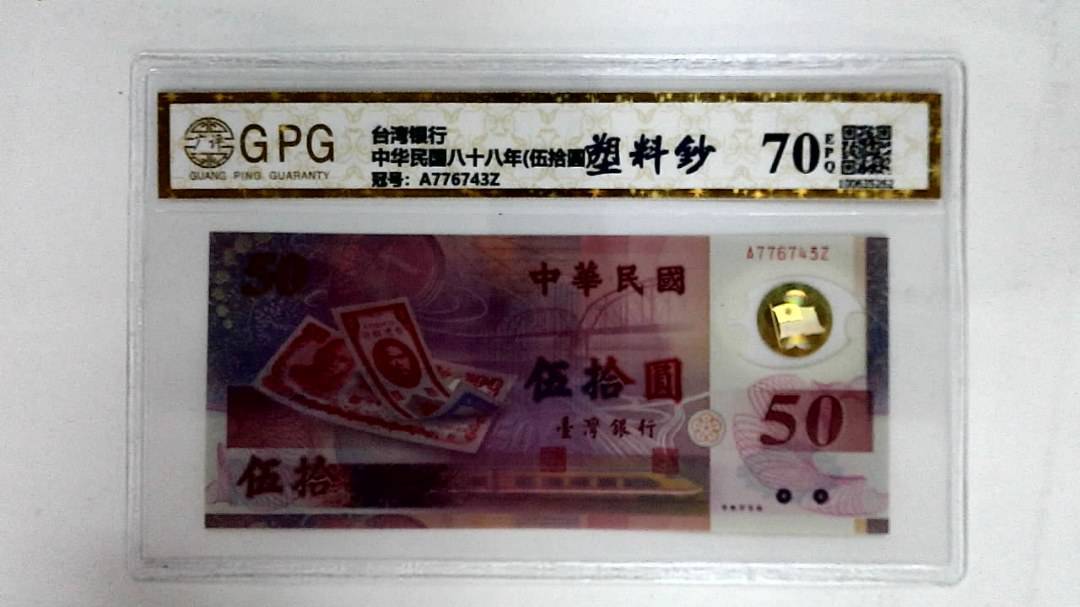 GPG
GUANG PING GUARANTY
台湾银行
中华民国八十八年(伍拾圆)
冠号：A776743Z
塑料鈔
70
EPQ
50
中華民國
A776743Z
伍拾圓
臺灣銀行
50
伍拾